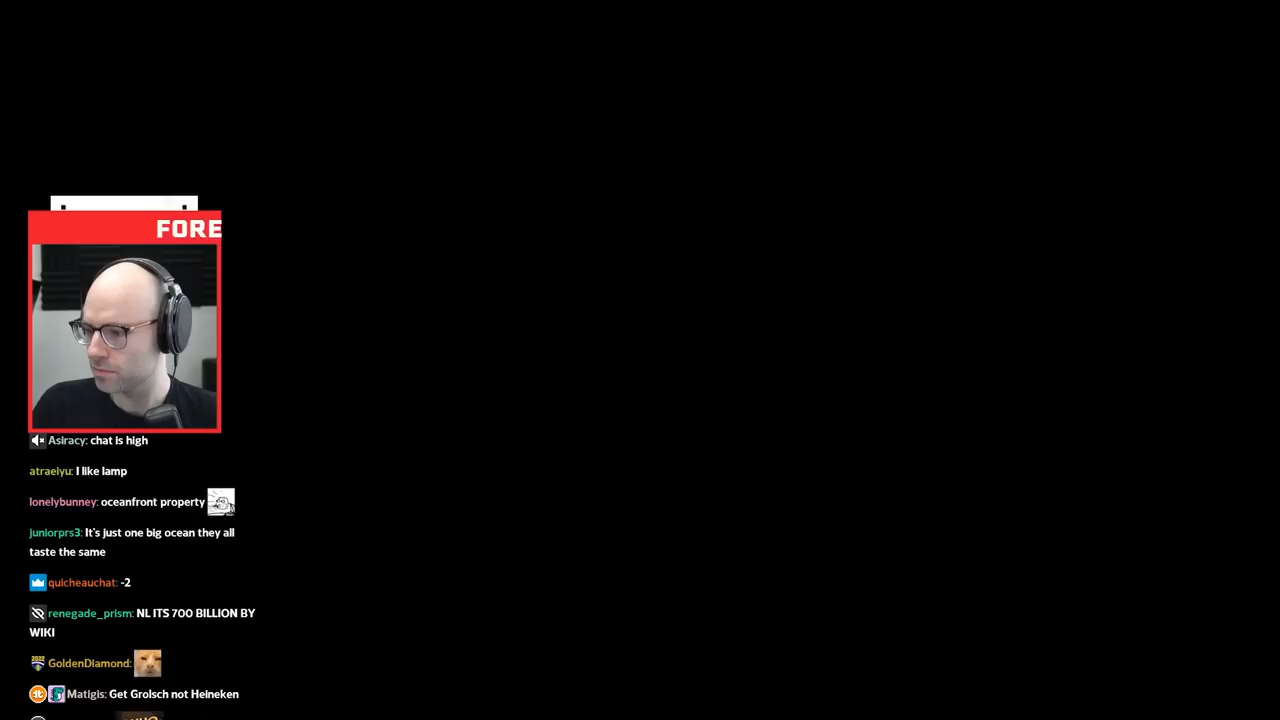 FORE
Asiracy: chat is high
atraeiyu: I like lamp
lonelybunney: oceanfront property
juniorprs3: It's just one big ocean they all
taste the same
quicheauchat: -2
renegade_prism: NL ITS 700 BILLION BY
WIKI
GoldenDiamond:
Matigis: Get Grolsch not Heineken